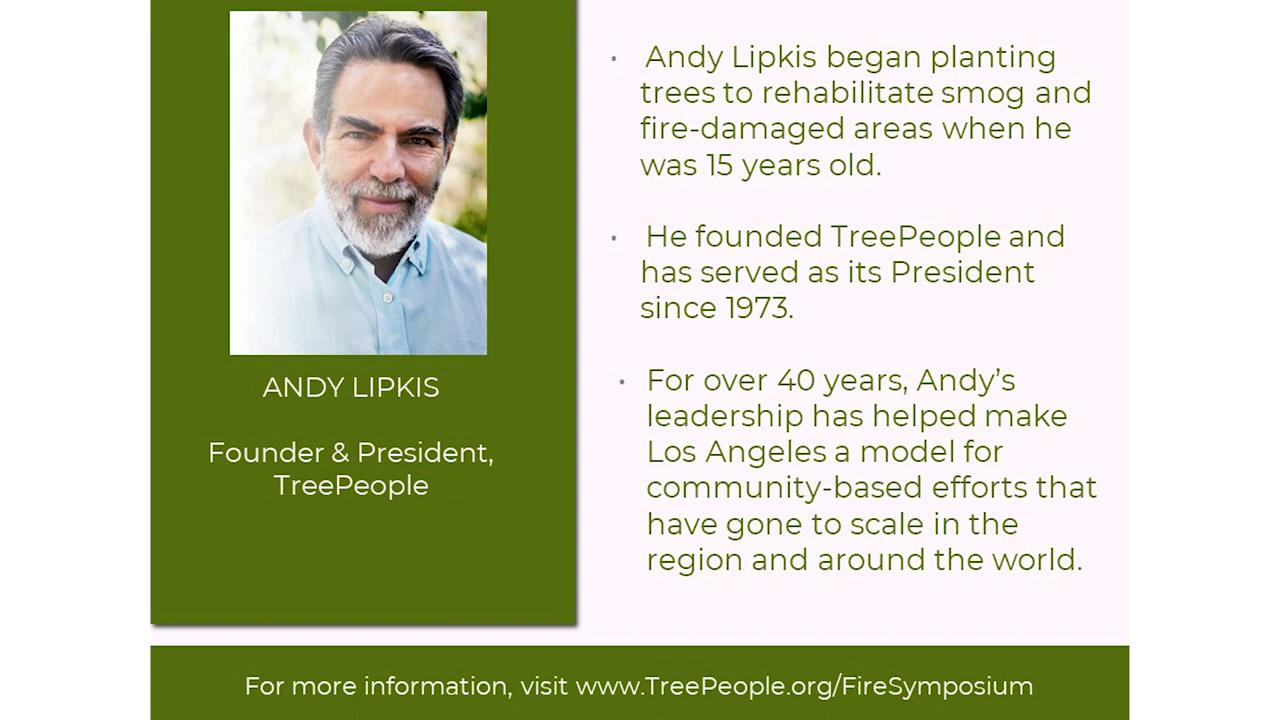 ANDY LIPKIS
Founder & President,
TreePeople
• Andy Lipkis began planting
trees to rehabilitate smog and
fire-damaged areas when he
was 15 years old.
• He founded TreePeople and
has served as its President
since 1973.
• For over 40 years, Andy’s
leadership has helped make
Los Angeles a model for
community-based efforts that
have gone to scale in the
region and around the world.
For more information, visit www.TreePeople.org/FireSymposium